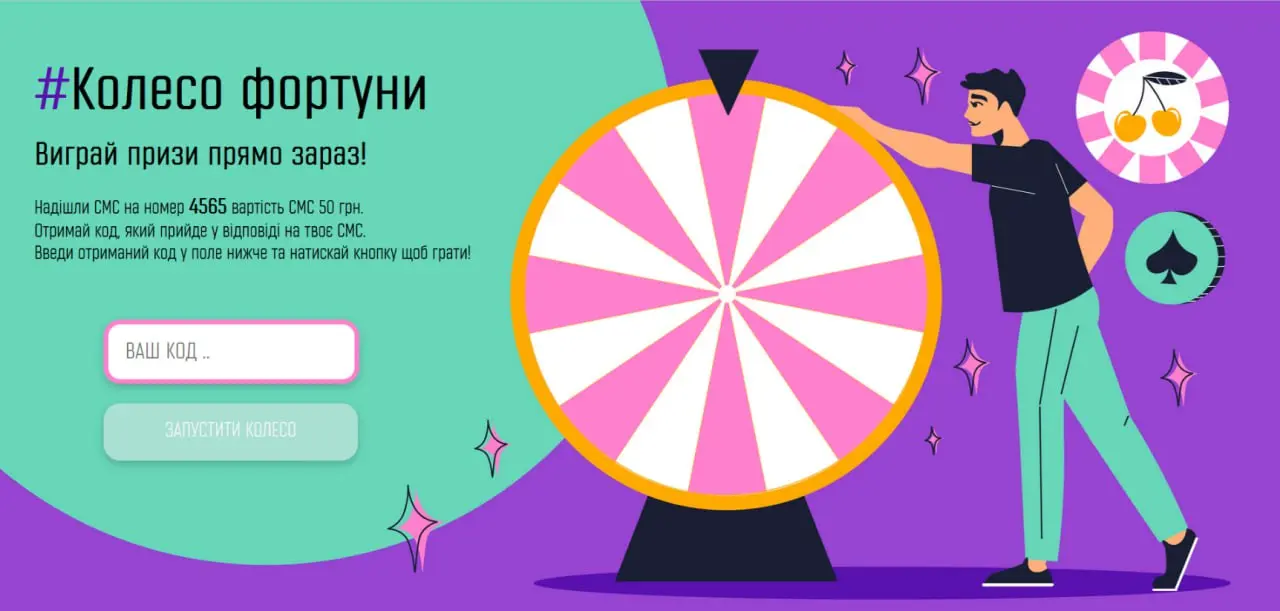 #Колесо фортуни
Виграй призи прямо зараз!
Надішли СМС на номер 4565 вартість СМС 50 грн.
Отримай код, який прийде у відповіді на твоє СМС.
Введи отриманий код у поле нижче та натискай кнопку щоб грати!
ВАШ КОД ..
ЗАПУСТИТИ КОЛЕСО